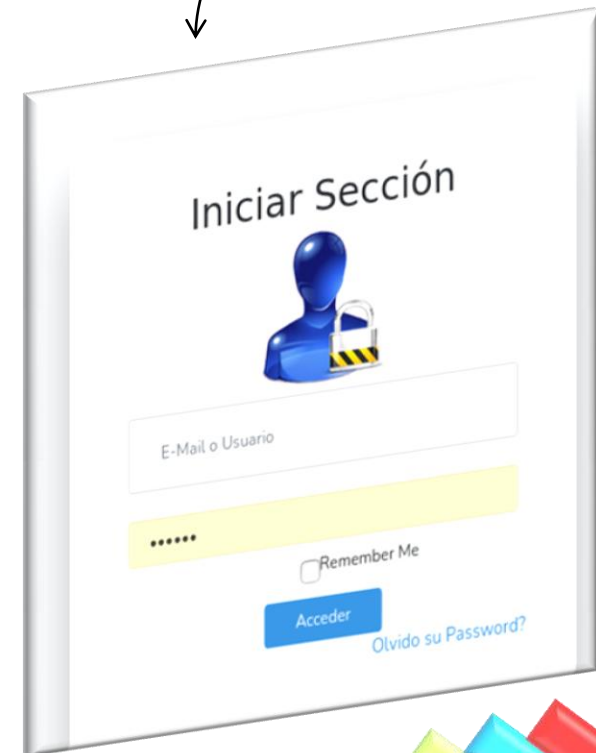 Iniciar Sección
E-Mail o Usuario
••••••
Remember Me
Acceder
Olvido su Password?